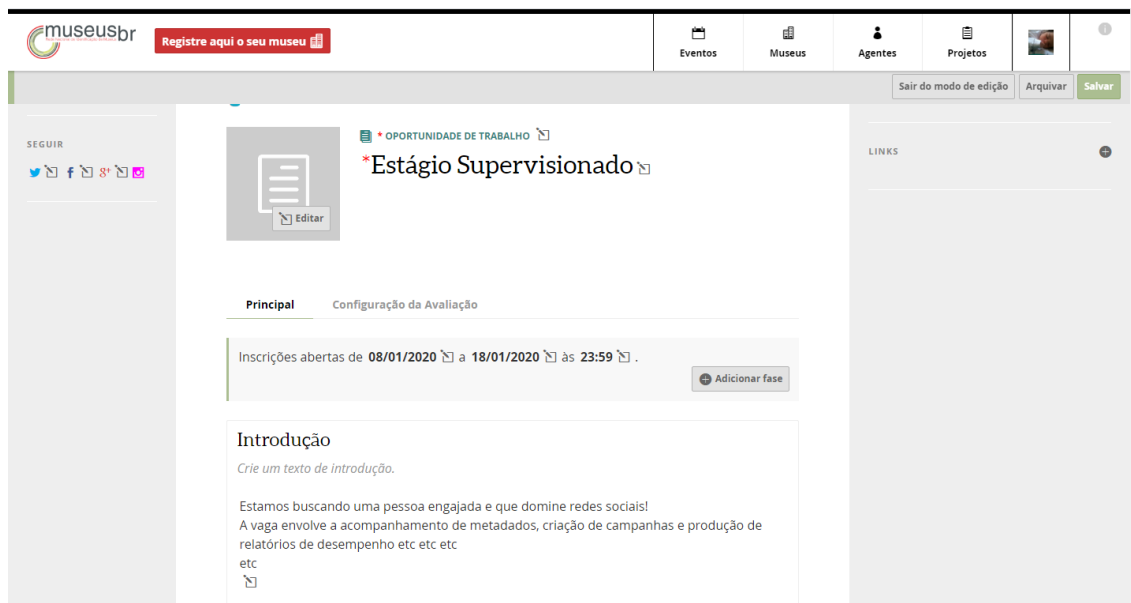 museusbr
Registre aqui o seu museu
Eventos
Museus
Agentes
Projetos
Sair do modo de edição
Arquivar
Salvar
SEGUIR
f
g+
* OPORTUNIDADE DE TRABALHO
*Estágio Supervisionado
Editar
LINKS
Principal
Configuração da Avaliação
Inscrições abertas de 08/01/2020 a 18/01/2020 às 23:59 .
Adicionar fase
Introdução
Crie um texto de introdução.
Estamos buscando uma pessoa engajada e que domine redes sociais!
A vaga envolve a acompanhamento de metadados, criação de campanhas e produção de
relatórios de desempenho etc etc etc
etc